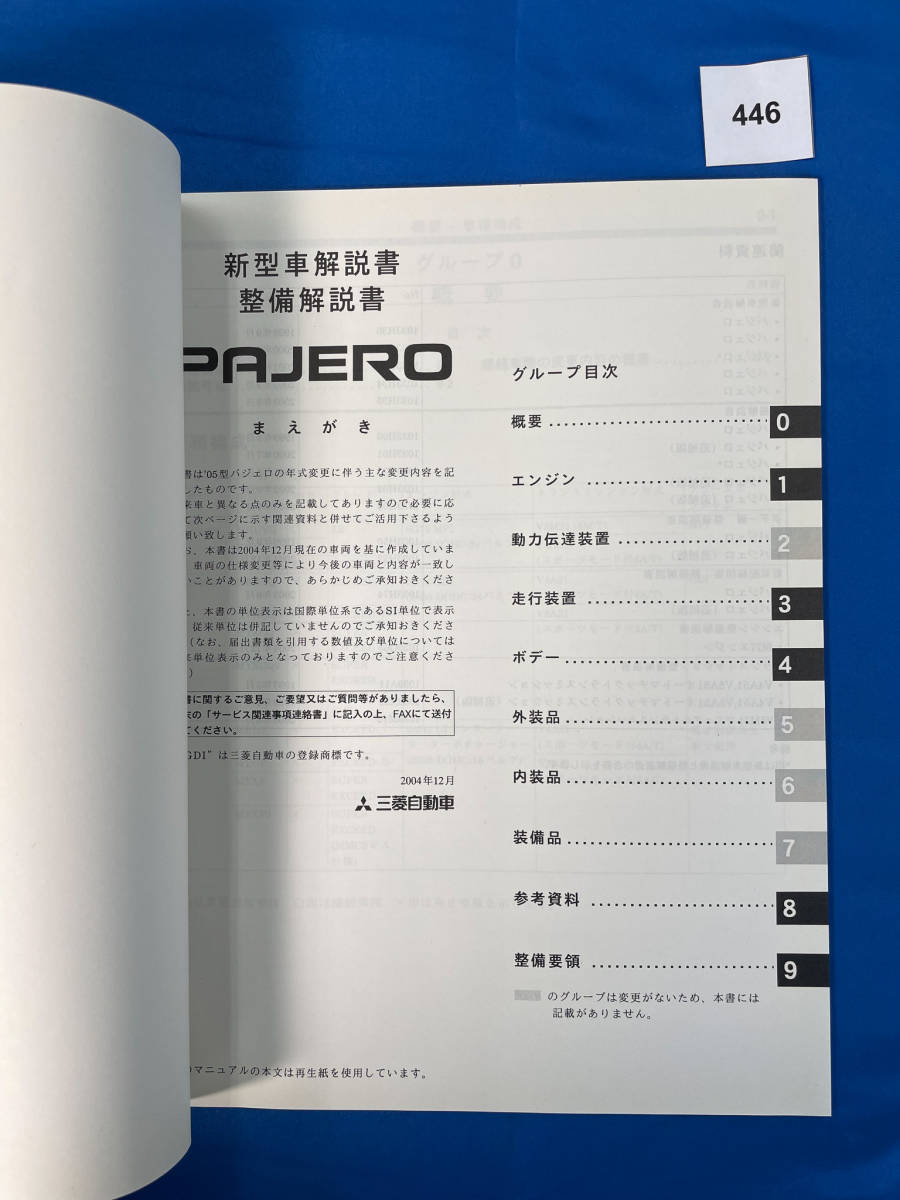 446
新型車解説書
整備解説書
PAJERO
まえがき
書は'05型パジェロの年式変更に伴う主な変更内容を記
したものです。
来車と異なる点のみを記載してありますので必要に応
て次ページに示す関連資料と併せてご活用下さるよう
願い致します。
お、本書は2004年12月現在の車両を基に作成していま
、車両の仕様変更等により今後の車両と内容が一致し
いことがありますので、あらかじめご承知おきくださ
、本書の単位表示は国際単位系であるSI単位で表示
、従来単位は併記していませんのでご承知おきくださ
(なお、届出書類を引用する数値及び単位については
来単位表示のみとなっておりますのでご注意くださ
)
書に関するご意見、ご要望又はご質問等がありましたら、
末の「サービス関連事項連絡書」に記入の上、FAXにて送付
てください。
GDI"は三菱自動車の登録商標です。
2004年12月
三菱自動車
のマニュアルの本文は再生紙を使用しています。
グループ目次
概要 0
エンジン 1
動力伝達装置 2
走行装置 3
ボデー 4
外装品 5
内装品 6
装備品 7
参考資料 8
整備要領 9
のグループは変更がないため、本書には
記載がありません。